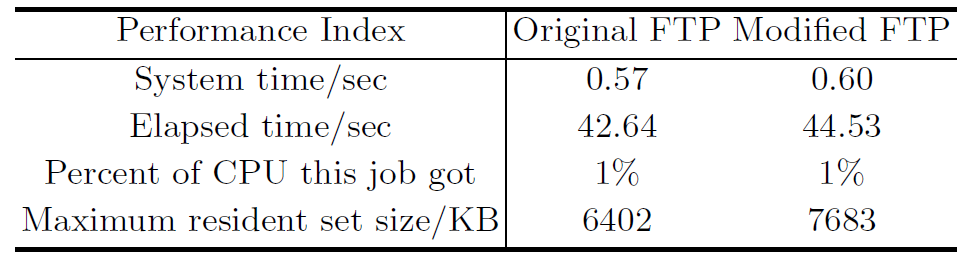 Performance Index Original FTP Modified FTP
System time/sec 0.57 0.60
Elapsed time/sec 42.64 44.53
Percent of CPU this job got 1% 1%
Maximum resident set size/KB 6402 7683